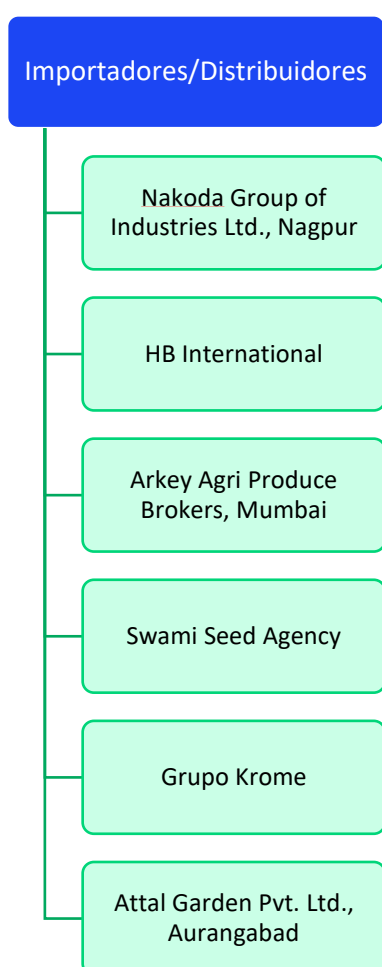 Importadores/Distribuidores
Nakoda Group of
Industries Ltd., Nagpur
HB International
Arkey Agri Produce
Brokers, Mumbai
Swami Seed Agency
Grupo Krome
Attal Garden Pvt. Ltd.,
Aurangabad